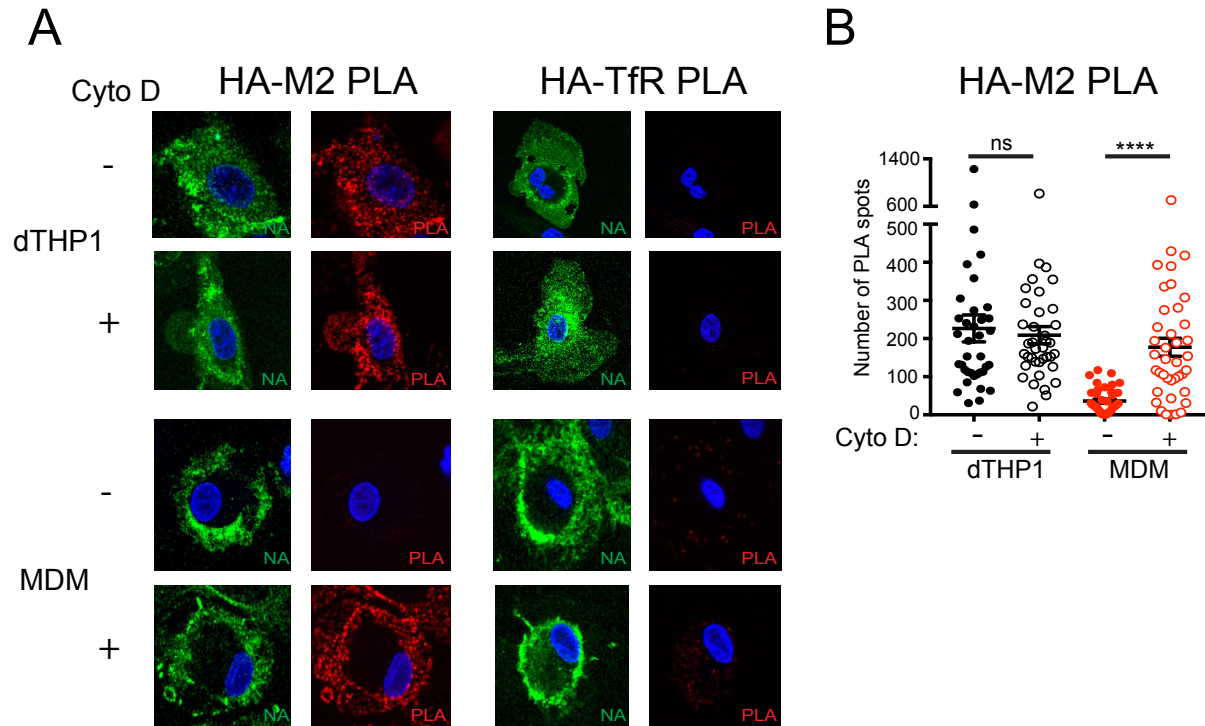 A
Cyto D
HA-M2 PLA
HA-TfR PLA
-
NA
PLA
NA
PLA
dTHP1
+
NA
PLA
NA
PLA
-
NA
PLA
NA
PLA
MDM
+
NA
PLA
NA
PLA
B
HA-M2 PLA
ns
****
Number of PLA spots
1400
600
500
400
300
200
100
0
Cyto D: - + - +
dTHP1 MDM